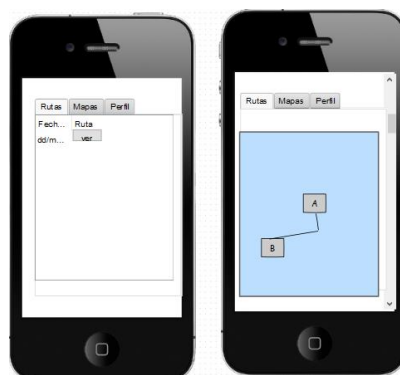 Rutas Mapas Perfil
Fech... Ruta
dd/m... ver
Rutas Mapas Perfil
A
B